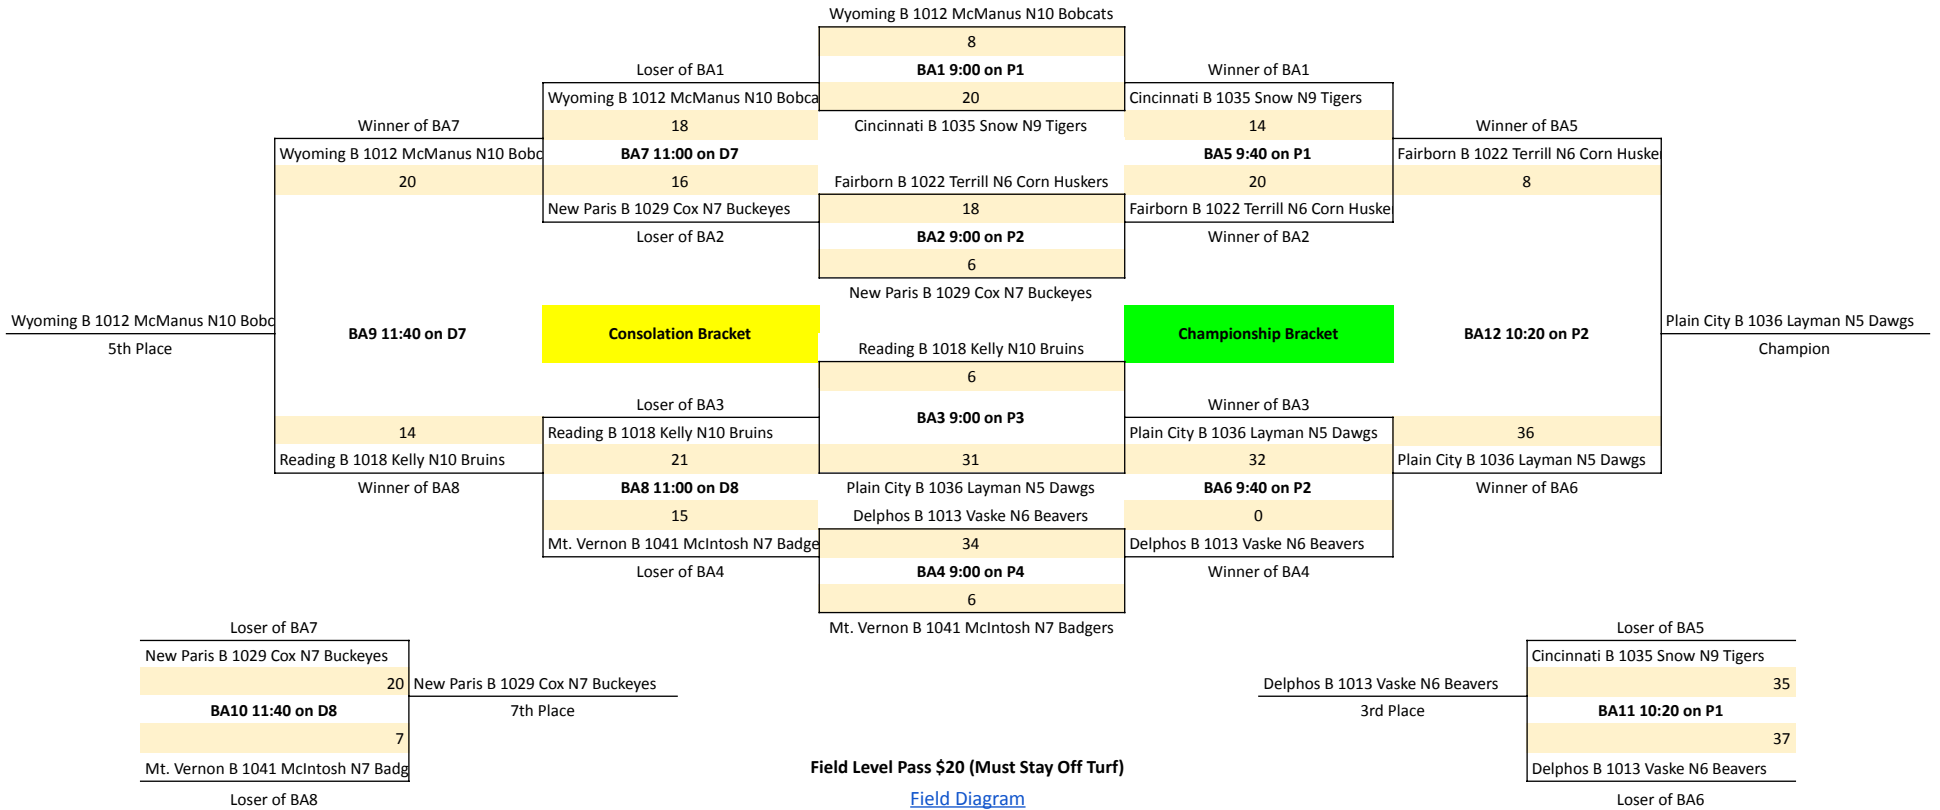 Wyoming B 1012 McManus N10 Bobcats
8
Loser of BA1
BA1 9:00 on P1
Winner of BA1
Wyoming B 1012 McManus N10 Bobca
20
Cincinnati B 1035 Snow N9 Tigers
Winner of BA7
18
Cincinnati B 1035 Snow N9 Tigers
14
Winner of BA5
Wyoming B 1012 McManus N10 Bobc
BA7 11:00 on D7
BA5 9:40 on P1
Fairborn B 1022 Terrill N6 Corn Huske
20
16
Fairborn B 1022 Terrill N6 Corn Huskers
20
8
New Paris B 1029 Cox N7 Buckeyes
18
Fairborn B 1022 Terrill N6 Corn Huske
Loser of BA2
BA2 9:00 on P2
Winner of BA2
6
New Paris B 1029 Cox N7 Buckeyes
Wyoming B 1012 McManus N10 Bobc
5th Place
BA9 11:40 on D7
Consolation Bracket
Championship Bracket
BA12 10:20 on P2
Plain City B 1036 Layman N5 Dawgs
Champion
Reading B 1018 Kelly N10 Bruins
6
Loser of BA3
BA3 9:00 on P3
Winner of BA3
14
Reading B 1018 Kelly N10 Bruins
Plain City B 1036 Layman N5 Dawgs
36
Reading B 1018 Kelly N10 Bruins
21
31
32
Plain City B 1036 Layman N5 Dawgs
Winner of BA8
BA8 11:00 on D8
Plain City B 1036 Layman N5 Dawgs
BA6 9:40 on P2
Winner of BA6
15
Delphos B 1013 Vaske N6 Beavers
0
Mt. Vernon B 1041 McIntosh N7 Badge
34
Delphos B 1013 Vaske N6 Beavers
Loser of BA4
BA4 9:00 on P4
Winner of BA4
6
Mt. Vernon B 1041 McIntosh N7 Badgers
Loser of BA7
New Paris B 1029 Cox N7 Buckeyes
20
New Paris B 1029 Cox N7 Buckeyes
BA10 11:40 on D8
7th Place
7
Mt. Vernon B 1041 McIntosh N7 Badg
Loser of BA8
Loser of BA5
Cincinnati B 1035 Snow N9 Tigers
Delphos B 1013 Vaske N6 Beavers
35
3rd Place
BA11 10:20 on P1
37
Delphos B 1013 Vaske N6 Beavers
Loser of BA6
Field Level Pass $20 (Must Stay Off Turf)
Field Diagram